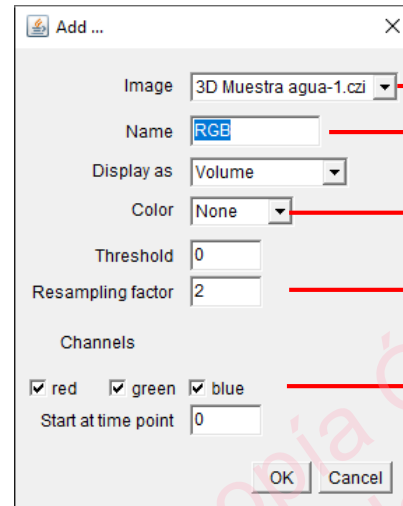 Add ...
Image 3D Muestra agua-1.czi
Name RGB
Display as Volume
Color None
Threshold 0
Resampling factor 2
Channels
red green blue
Start at time point 0
OK Cancel